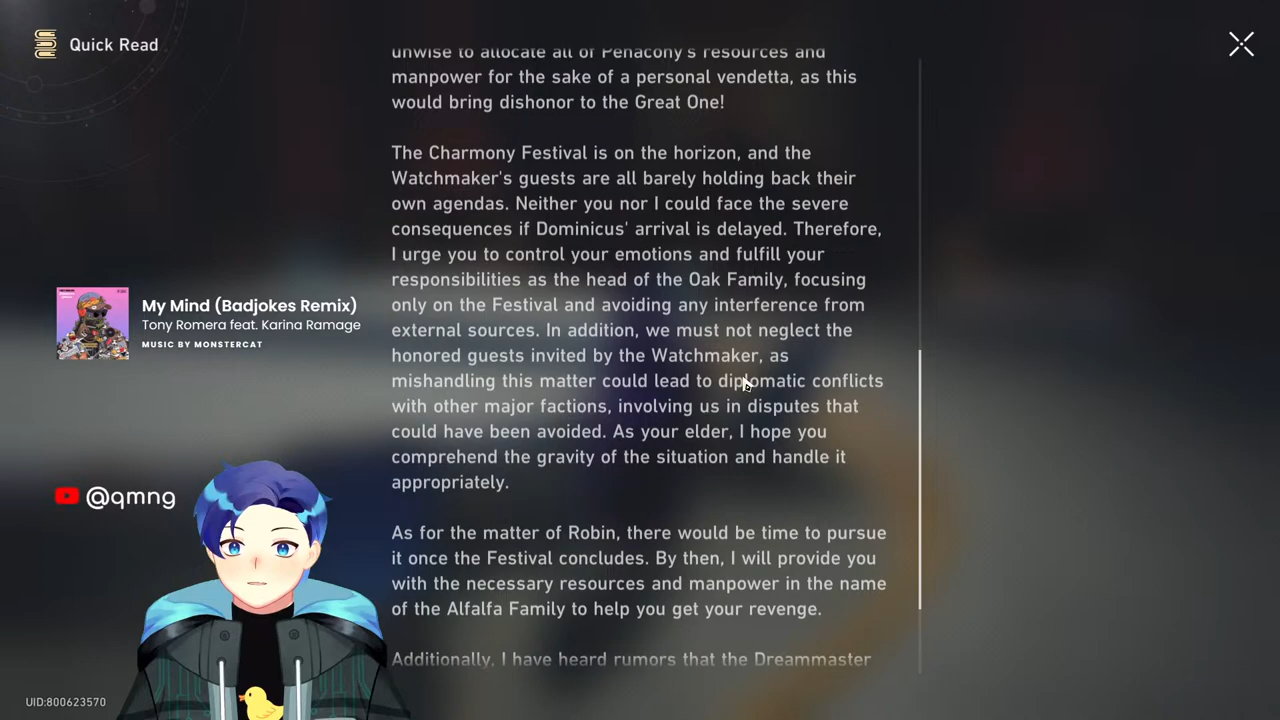 Quick Read
unwise to allocate all of Penacony's resources and
manpower for the sake of a personal vendetta, as this
would bring dishonor to the Great One!
The Charmony Festival is on the horizon, and the
Watchmaker's guests are all barely holding back their
own agendas. Neither you nor I could face the severe
consequences if Dominicus' arrival is delayed. Therefore,
I urge you to control your emotions and fulfill your
responsibilities as the head of the Oak Family, focusing
only on the Festival and avoiding any interference from
external sources. In addition, we must not neglect the
honored guests invited by the Watchmaker, as
mishandling this matter could lead to diplomatic conflicts
with other major factions, involving us in disputes that
could have been avoided. As your elder, I hope you
comprehend the gravity of the situation and handle it
appropriately.
As for the matter of Robin, there would be time to pursue
it once the Festival concludes. By then, I will provide you
with the necessary resources and manpower in the name
of the Alfalfa Family to help you get your revenge.
Additionally, I have heard rumors that the Dreammaster
My Mind (Badjokes Remix)
Tony Romera feat. Karina Ramage
MUSIC BY MONSTERCAT
@qmng
UID:800623570